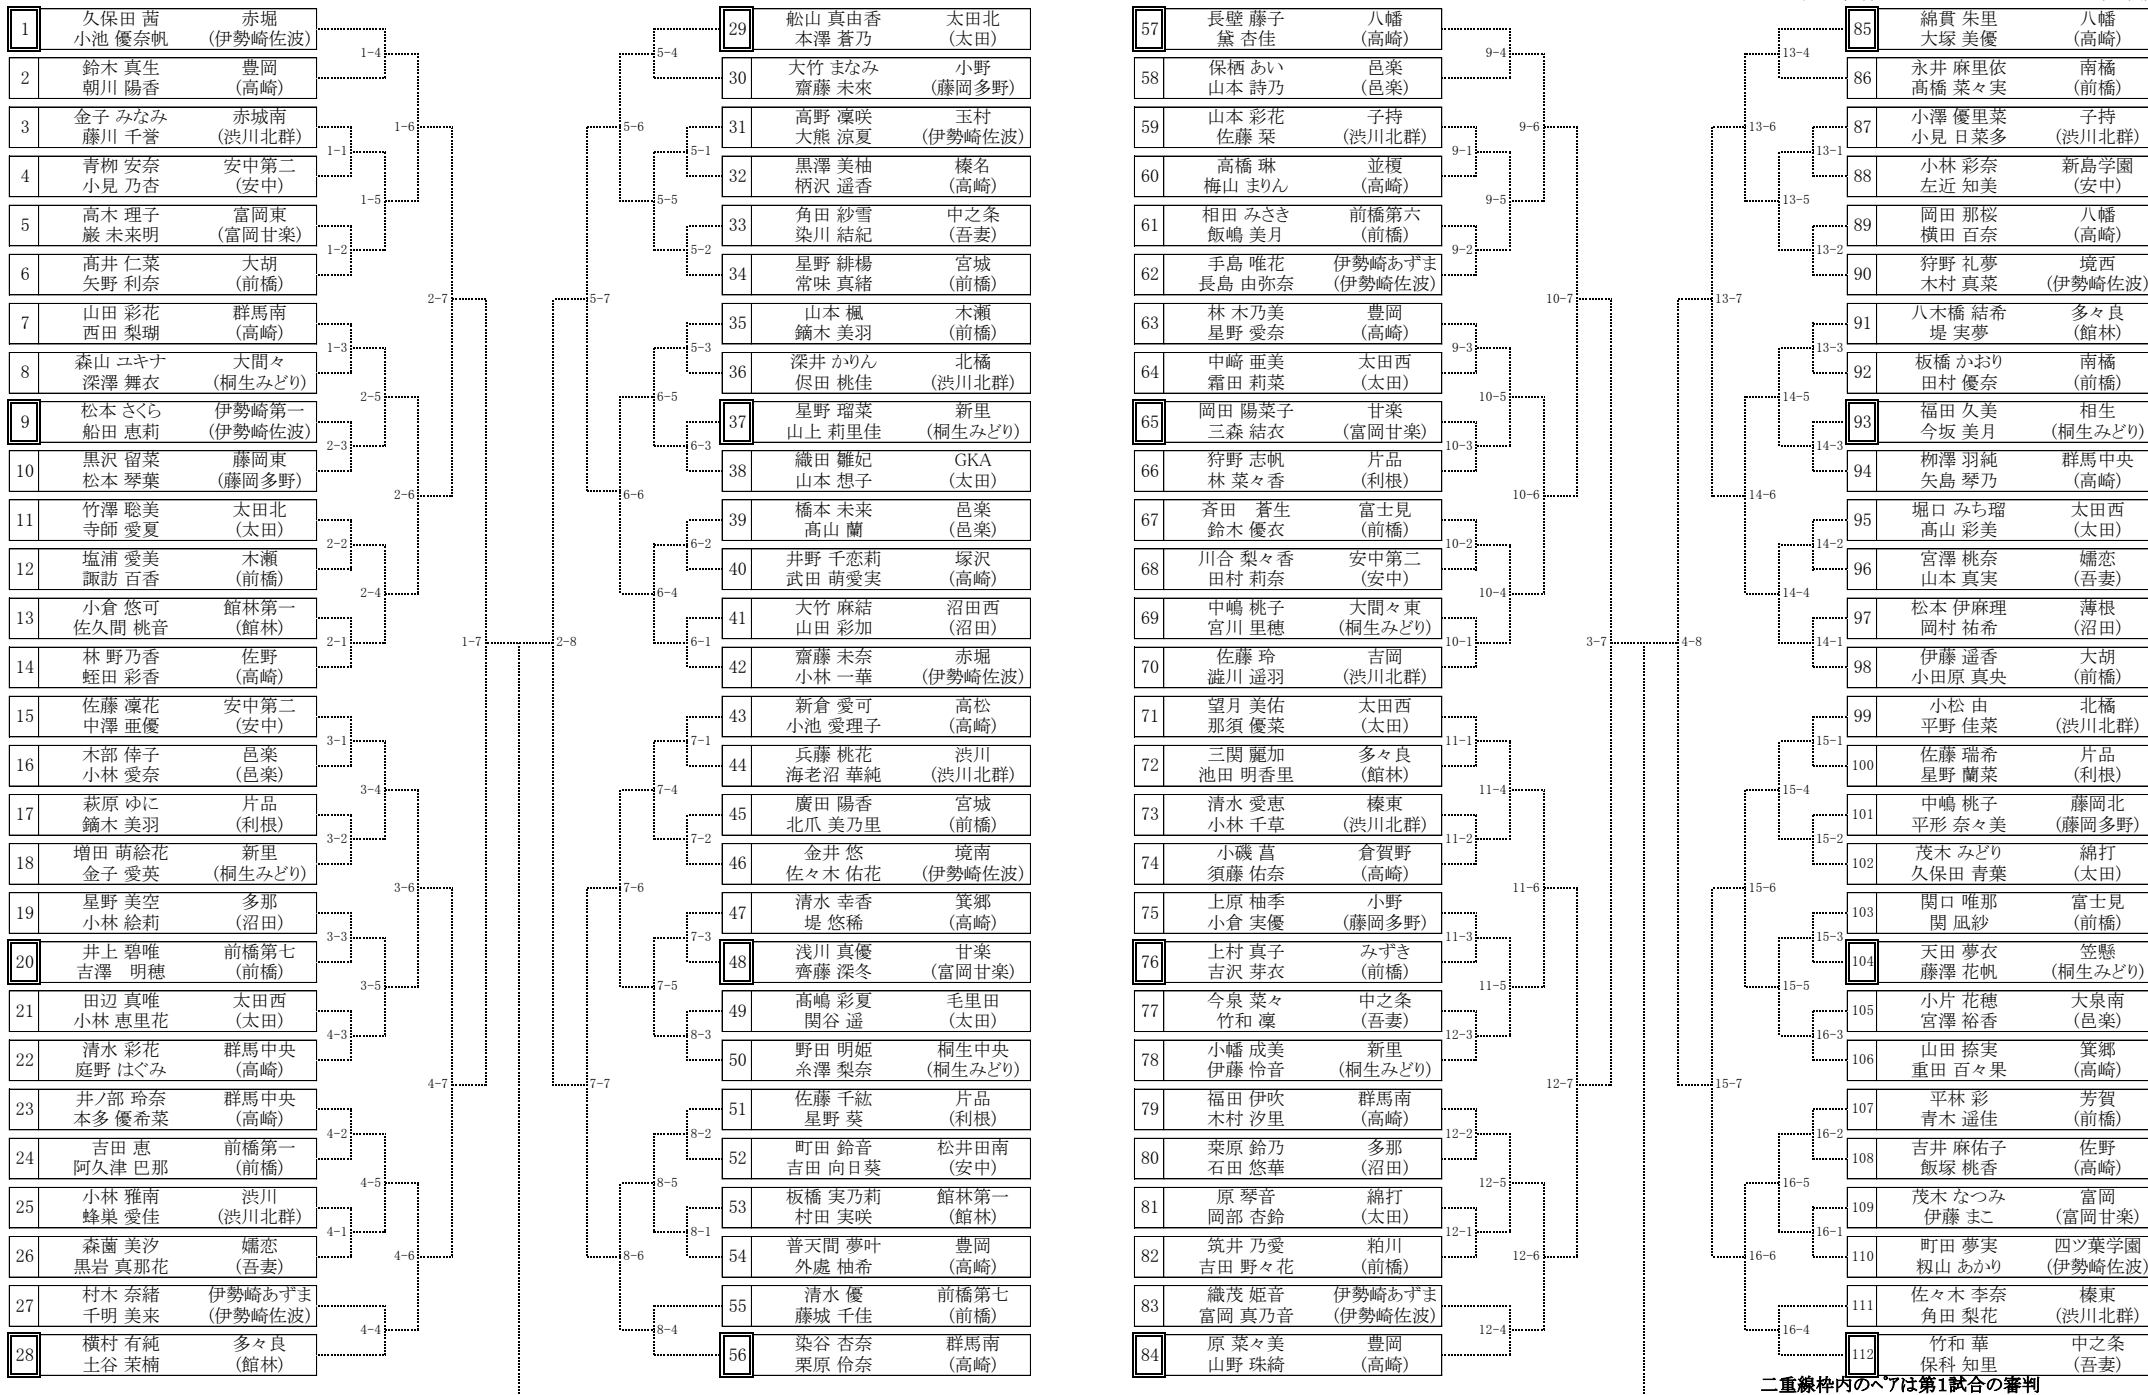 1 久保田 茜 赤堀
小池 優奈帆 (伊勢崎佐波)
2 鈴木 真生 豊岡
朝川 陽香 (高崎)
3 金子 みなみ 赤城南
藤川 千誉 (渋川北群)
4 青栁 安奈 安中第二
小見 乃杏 (安中)
5 高木 理子 富岡東
巌 未来明 (富岡甘楽)
6 髙井 仁菜 大胡
矢野 利奈 (前橋)
7 山田 彩花 群馬南
西田 梨瑚 (高崎)
8 森山 ユキナ 大間々
深澤 舞衣 (桐生みどり)
9 松本 さくら 伊勢崎第一
船田 恵莉 (伊勢崎佐波)
10 黒沢 留菜 藤岡東
松本 琴葉 (藤岡多野)
11 竹澤 聡美 太田北
寺師 愛夏 (太田)
12 塩浦 愛美 木瀬
諏訪 百香 (前橋)
13 小倉 悠可 館林第一
佐久間 桃音 (館林)
14 林 野乃香 佐野
蛭田 彩香 (高崎)
15 佐藤 凜花 安中第二
中澤 亜優 (安中)
16 木部 倖子 邑楽
小林 愛奈 (邑楽)
17 萩原 ゆに 片品
鏑木 美羽 (利根)
18 増田 萌絵花 新里
金子 愛英 (桐生みどり)
19 星野 美空 多那
小林 絵莉 (沼田)
20 井上 碧唯 前橋第七
吉澤 明穂 (前橋)
21 田辺 真唯 太田西
小林 恵里花 (太田)
22 清水 彩花 群馬中央
庭野 はぐみ (高崎)
23 井ノ部 玲奈 群馬中央
本多 優希菜 (高崎)
24 吉田 恵 前橋第一
阿久津 巴那 (前橋)
25 小林 雅南 渋川
蜂巣 愛佳 (渋川北群)
26 森薗 美汐 嬬恋
黒岩 真那花 (吾妻)
27 村木 奈緒 伊勢崎あずま
千明 美来 (伊勢崎佐波)
28 横村 有純 多々良
土谷 茉楠 (館林)
1-4
1-6
1-1
1-5
1-2
2-7
1-3
2-5
2-3
2-6
2-2
2-4
2-1
1-7
3-1
3-4
3-2
3-6
3-3
3-5
4-3
4-7
4-2
4-5
4-1
4-6
4-4
2-8
5-4
5-6
5-1
5-5
5-2
5-7
5-3
6-5
6-3
6-6
6-2
6-4
6-1
7-1
7-4
7-2
7-6
7-3
7-5
8-3
7-7
8-2
8-5
8-1
8-6
8-4
29 舩山 真由香 太田北
本澤 蒼乃 (太田)
30 大竹 まなみ 小野
齋藤 未來 (藤岡多野)
31 高野 凜咲 玉村
大熊 涼夏 (伊勢崎佐波)
32 黒澤 美柚 榛名
柄沢 遥香 (高崎)
33 角田 紗雪 中之条
染川 結紀 (吾妻)
34 星野 緋楊 宮城
常味 真緒 (前橋)
35 山本 楓 木瀬
鏑木 美羽 (前橋)
36 深井 かりん 北橘
侭田 桃佳 (渋川北群)
37 星野 瑠菜 新里
山上 莉里佳 (桐生みどり)
38 織田 雛妃 GKA
山本 想子 (太田)
39 橋本 未来 邑楽
髙山 蘭 (邑楽)
40 井野 千恋莉 塚沢
武田 萌愛実 (高崎)
41 大竹 麻結 沼田西
山田 彩加 (沼田)
42 齋藤 未奈 赤堀
小林 一華 (伊勢崎佐波)
43 新倉 愛可 高松
小池 愛理子 (高崎)
44 兵藤 桃花 渋川
海老沼 華純 (渋川北群)
45 廣田 陽香 宮城
北爪 美乃里 (前橋)
46 金井 悠 境南
佐々木 佑花 (伊勢崎佐波)
47 清水 幸香 箕郷
堤 悠稀 (高崎)
48 浅川 真優 甘楽
齊藤 深冬 (富岡甘楽)
49 髙嶋 彩夏 毛里田
関谷 遥 (太田)
50 野田 明姫 桐生中央
糸澤 梨奈 (桐生みどり)
51 佐藤 千紘 片品
星野 葵 (利根)
52 町田 鈴音 松井田南
吉田 向日葵 (安中)
53 板橋 実乃莉 館林第一
村田 実咲 (館林)
54 普天間 夢叶 豊岡
外處 柚希 (高崎)
55 清水 優 前橋第七
藤城 千佳 (前橋)
56 染谷 杏奈 群馬南
栗原 伶奈 (高崎)
57 長壁 藤子 八幡
黛 杏佳 (高崎)
58 保栖 あい 邑楽
山本 詩乃 (邑楽)
59 山本 彩花 子持
佐藤 栞 (渋川北群)
60 高橋 琳 並榎
梅山 まりん (高崎)
61 相田 みさき 前橋第六
飯嶋 美月 (前橋)
62 手島 唯花 伊勢崎あずま
長島 由弥奈 (伊勢崎佐波)
63 林 木乃美 豊岡
星野 愛奈 (高崎)
64 中﨑 亜美 太田西
霜田 莉菜 (太田)
65 岡田 陽菜子 甘楽
三森 結衣 (富岡甘楽)
66 狩野 志帆 片品
林 菜々香 (利根)
67 斉田 蒼生 富士見
鈴木 優衣 (前橋)
68 川合 梨々香 安中第二
田村 莉奈 (安中)
69 中嶋 桃子 大間々東
宮川 里穂 (桐生みどり)
70 佐藤 玲 吉岡
澁川 遥羽 (渋川北群)
71 望月 美佑 太田西
那須 優菜 (太田)
72 三関 麗加 多々良
池田 明香里 (館林)
73 清水 愛恵 榛東
小林 千草 (渋川北群)
74 小磯 菖 倉賀野
須藤 佑奈 (高崎)
75 上原 柚季 小野
小倉 実優 (藤岡多野)
76 上村 真子 みずき
吉沢 芽衣 (前橋)
77 今泉 菜々 中之条
竹和 凜 (吾妻)
78 小幡 成美 新里
伊藤 怜音 (桐生みどり)
79 福田 伊吹 群馬南
木村 汐里 (高崎)
80 桒原 鈴乃 多那
石田 悠華 (沼田)
81 原 琴音 綿打
岡部 杏鈴 (太田)
82 筑井 乃愛 粕川
吉田 野々花 (前橋)
83 織茂 姫音 伊勢崎あずま
富岡 真乃音 (伊勢崎佐波)
84 原 菜々美 豊岡
山野 珠綺 (高崎)
9-4
9-6
9-1
9-5
9-2
10-7
9-3
10-5
10-3
10-6
10-2
10-4
10-1
3-7
11-1
11-4
11-2
11-6
11-3
11-5
12-3
12-7
12-2
12-5
12-1
12-6
12-4
4-8
13-4
13-6
13-1
13-5
13-2
13-7
13-3
14-5
14-3
14-6
14-2
14-4
14-1
15-1
15-4
15-2
15-6
15-3
15-5
16-3
15-7
16-2
16-5
16-1
16-6
16-4
85 綿貫 朱里 八幡
大塚 美優 (高崎)
86 永井 麻里依 南橘
髙橋 菜々実 (前橋)
87 小澤 優里菜 子持
小見 日菜多 (渋川北群)
88 小林 彩奈 新島学園
左近 知美 (安中)
89 岡田 那桜 八幡
横田 百奈 (高崎)
90 狩野 礼夢 境西
木村 真菜 (伊勢崎佐波)
91 八木橋 結希 多々良
堤 実夢 (館林)
92 板橋 かおり 南橘
田村 優奈 (前橋)
93 福田 久美 相生
今坂 美月 (桐生みどり)
94 栁澤 羽純 群馬中央
矢島 琴乃 (高崎)
95 堀口 みち瑠 太田西
髙山 彩美 (太田)
96 宮澤 桃奈 嬬恋
山本 真実 (吾妻)
97 松本 伊麻理 薄根
岡村 祐希 (沼田)
98 伊藤 遥香 大胡
小田原 真央 (前橋)
99 小松 由 北橘
平野 佳菜 (渋川北群)
100 佐藤 瑞希 片品
星野 蘭菜 (利根)
101 中嶋 桃子 藤岡北
平形 奈々美 (藤岡多野)
102 茂木 みどり 綿打
久保田 青葉 (太田)
103 関口 唯那 富士見
関 凪紗 (前橋)
104 天田 夢衣 笠懸
藤澤 花帆 (桐生みどり)
105 小片 花穂 大泉南
宮澤 裕香 (邑楽)
106 山田 捺実 箕郷
重田 百々果 (高崎)
107 平林 彩 芳賀
青木 遥佳 (前橋)
108 吉井 麻佑子 佐野
飯塚 桃香 (高崎)
109 茂木 なつみ 富岡
伊藤 まこ (富岡甘楽)
110 町田 夢実 四ツ葉学園
籾山 あかり (伊勢崎佐波)
111 佐々木 李奈 榛東
角田 梨花 (渋川北群)
112 竹和 華 中之条
保科 知里 (吾妻)
二重線枠内のペアは第1試合の審判